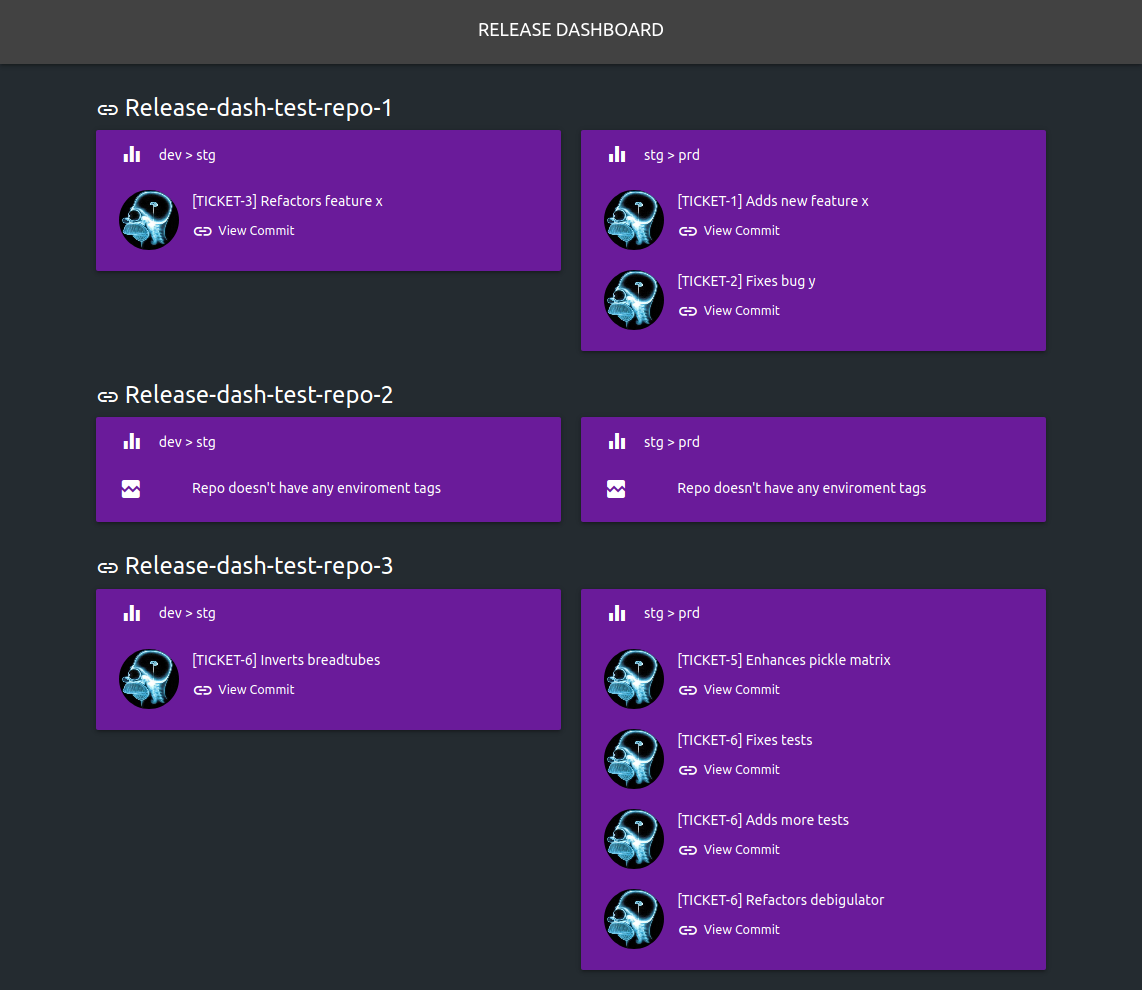 RELEASE DASHBOARD
Release-dash-test-repo-1
dev > stg
[TICKET-3] Refactors feature x
View Commit
stg > prd
[TICKET-1] Adds new feature x
View Commit
[TICKET-2] Fixes bug y
View Commit
Release-dash-test-repo-2
dev > stg
Repo doesn't have any enviroment tags
stg > prd
Repo doesn't have any enviroment tags
Release-dash-test-repo-3
dev > stg
[TICKET-6] Inverts breadtubes
View Commit
stg > prd
[TICKET-5] Enhances pickle matrix
View Commit
[TICKET-6] Fixes tests
View Commit
[TICKET-6] Adds more tests
View Commit
[TICKET-6] Refactors debigulator
View Commit